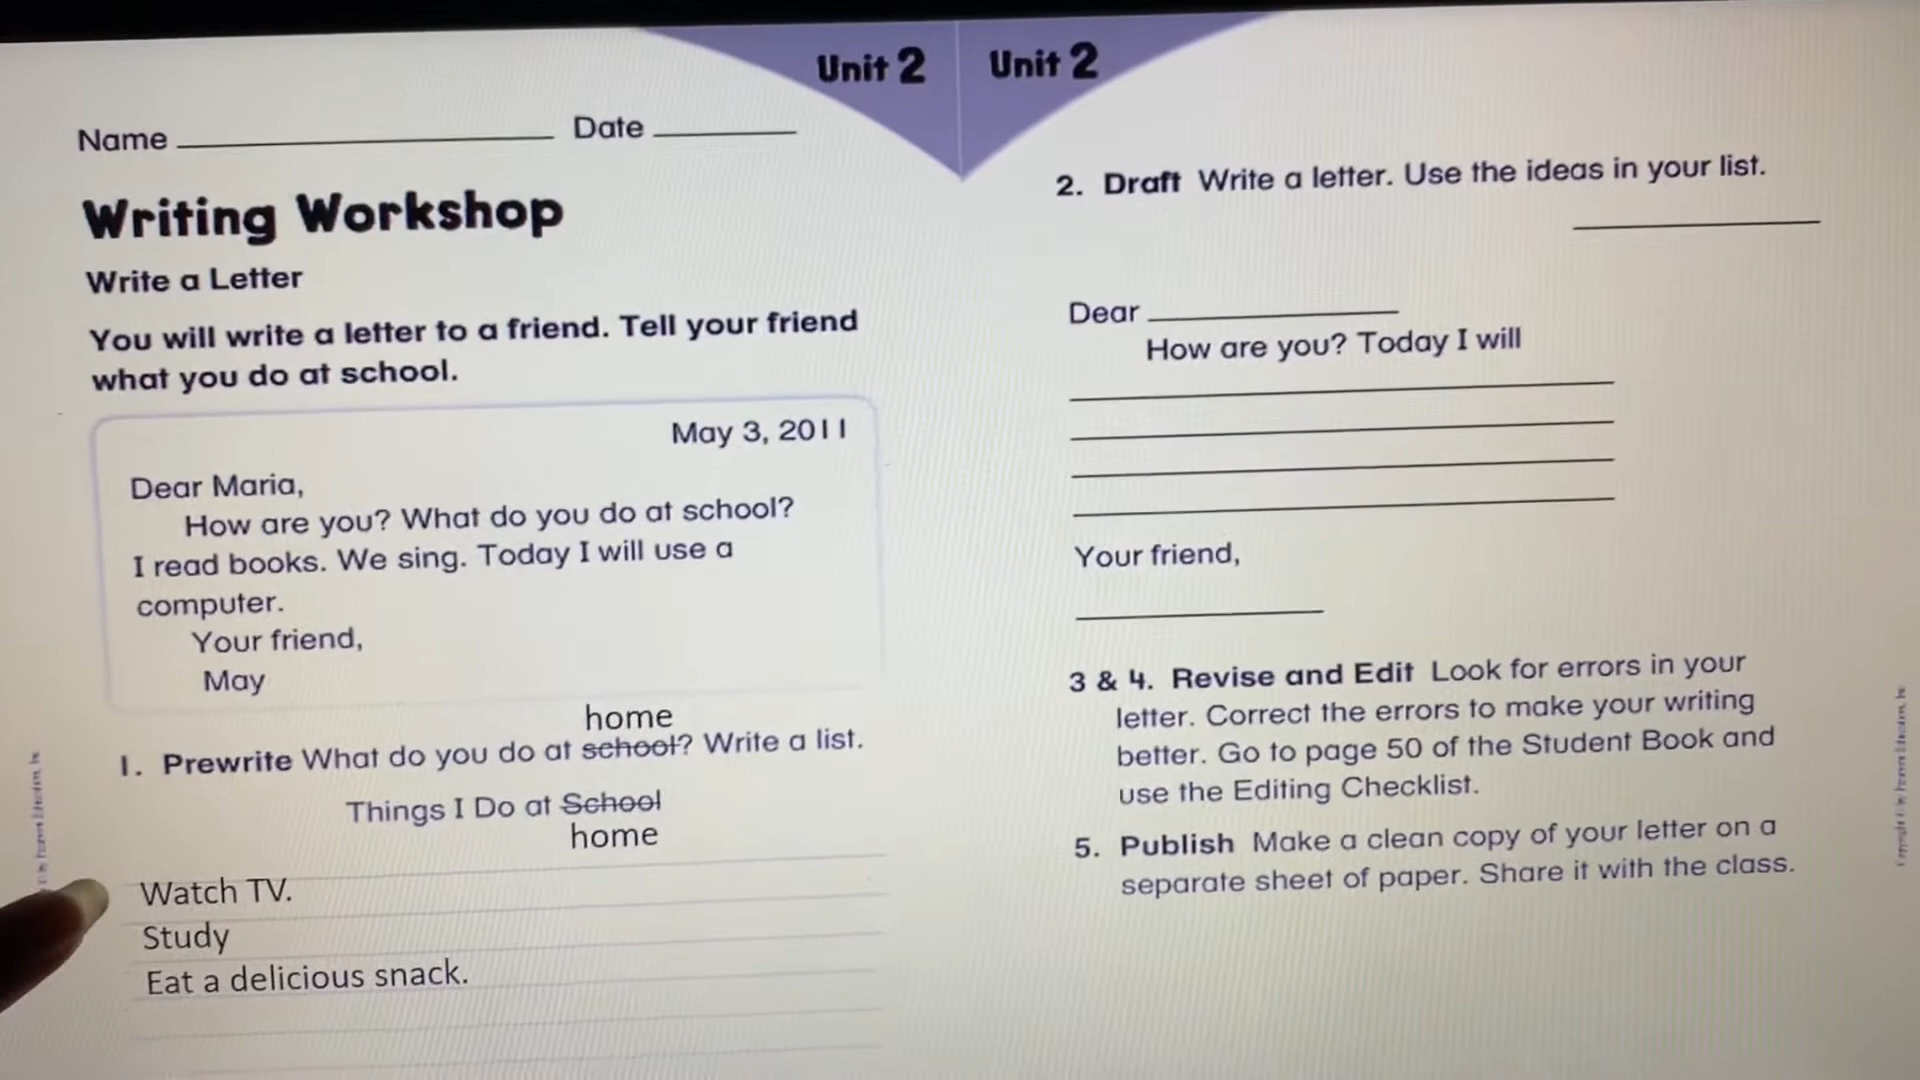 Unit 2
Name
Date
Writing Workshop
Write a Letter
You will write a letter to a friend. Tell your friend
what you do at school.
May 3, 2011
Dear Maria,
How are you? What do you do at school?
I read books. We sing. Today I will use a
computer.
Your friend,
May
home
1. Prewrite What do you do at school? Write a list.
Things I Do at School
home
Watch TV.
Study
Eat a delicious snack.
Unit 2
2. Draft Write a letter. Use the ideas in your list.
Dear
How are you? Today I will
Your friend,
3 & 4. Revise and Edit Look for errors in your
letter. Correct the errors to make your writing
better. Go to page 50 of the Student Book and
use the Editing Checklist.
5. Publish Make a clean copy of your letter on a
separate sheet of paper. Share it with the class.